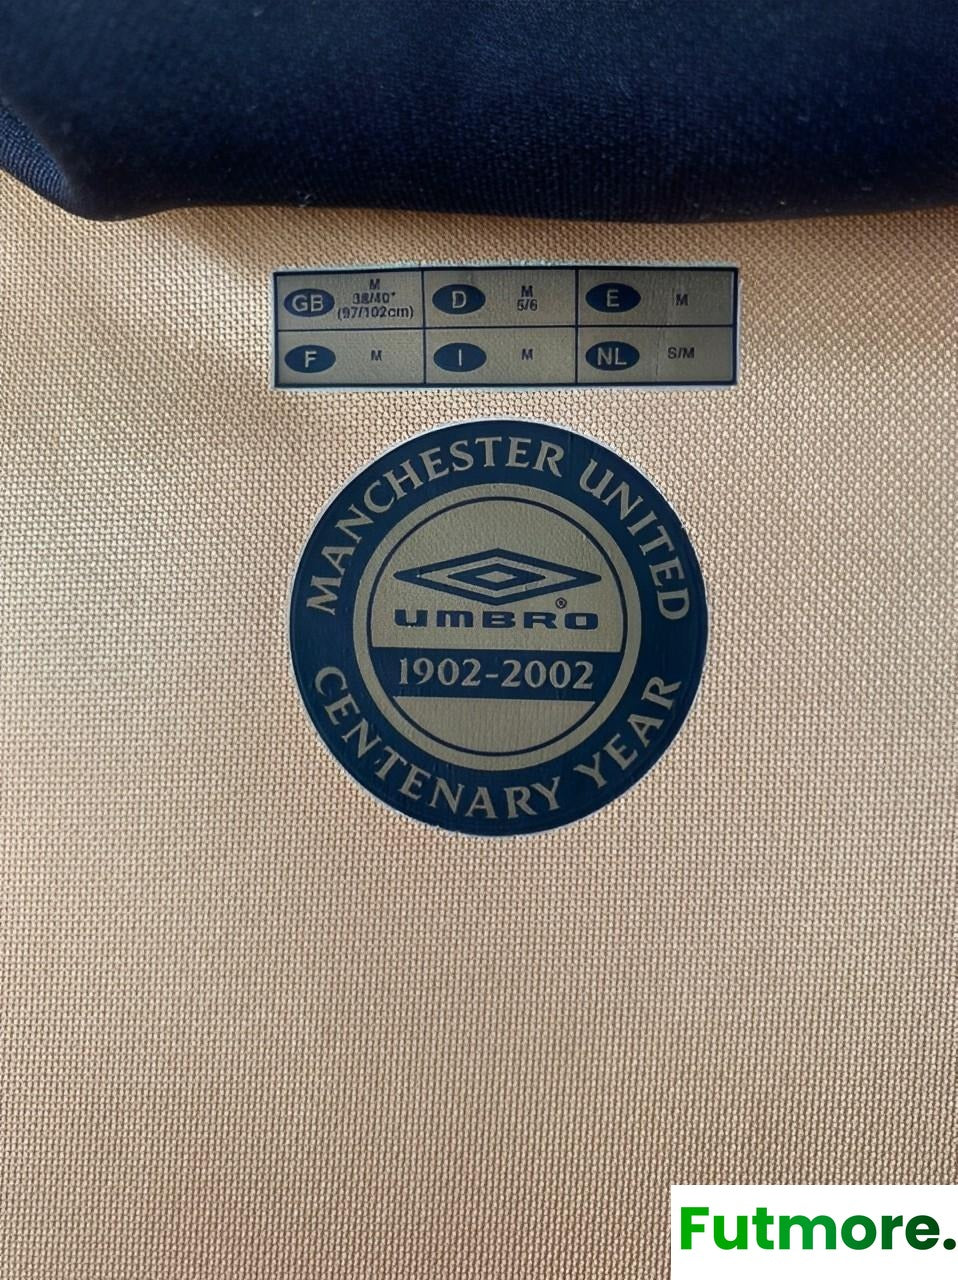 GB M 38/40" (97/102cm) D M 5/6 E M
F M I M NL S/M
MANCHESTER UNITED
UMBRO®
1902-2002
CENTENARY YEAR
Futmore.